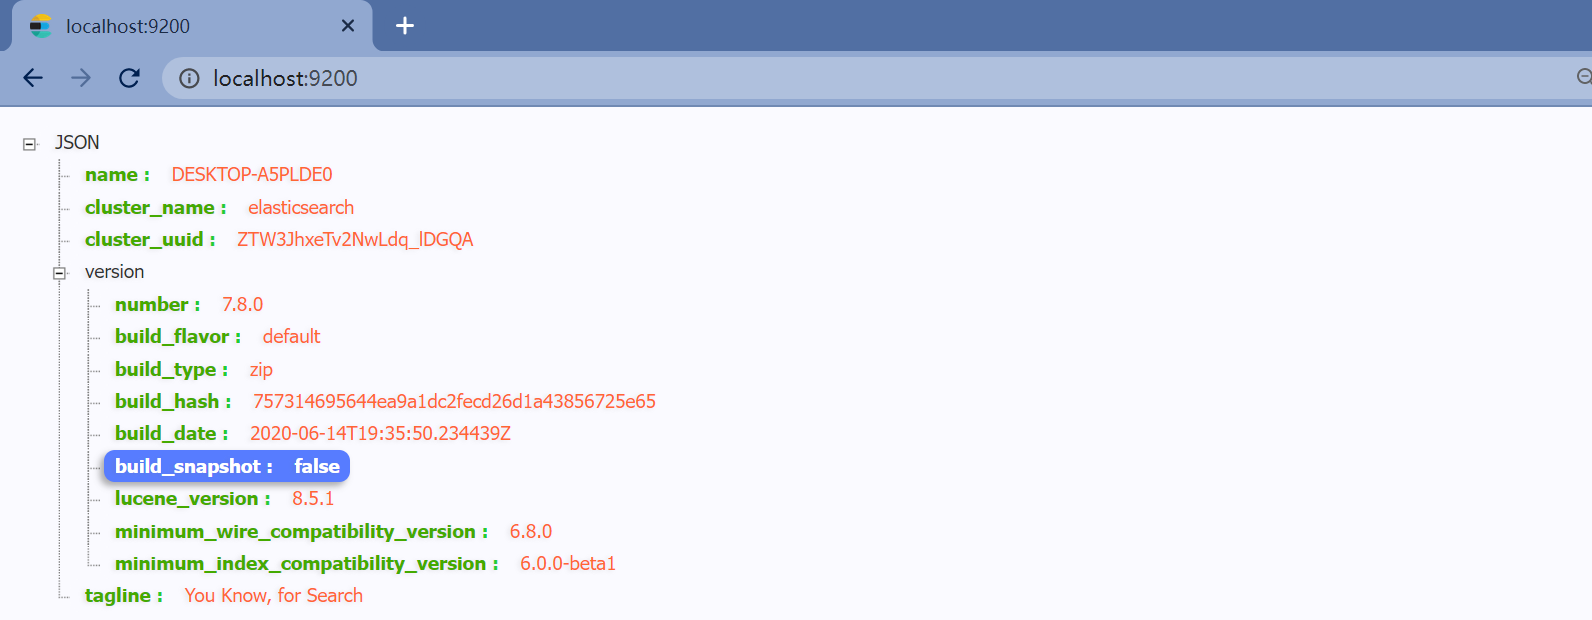 localhost:9200
localhost:9200
JSON
name : DESKTOP-A5PLDE0
cluster_name : elasticsearch
cluster_uuid : ZTW3JhxeTv2NwLdq_lDGQA
version
number : 7.8.0
build_flavor : default
build_type : zip
build_hash : 757314695644ea9a1dc2fecd26d1a43856725e65
build_date : 2020-06-14T19:35:50.234439Z
build_snapshot : false
lucene_version : 8.5.1
minimum_wire_compatibility_version : 6.8.0
minimum_index_compatibility_version : 6.0.0-beta1
tagline : You Know, for Search